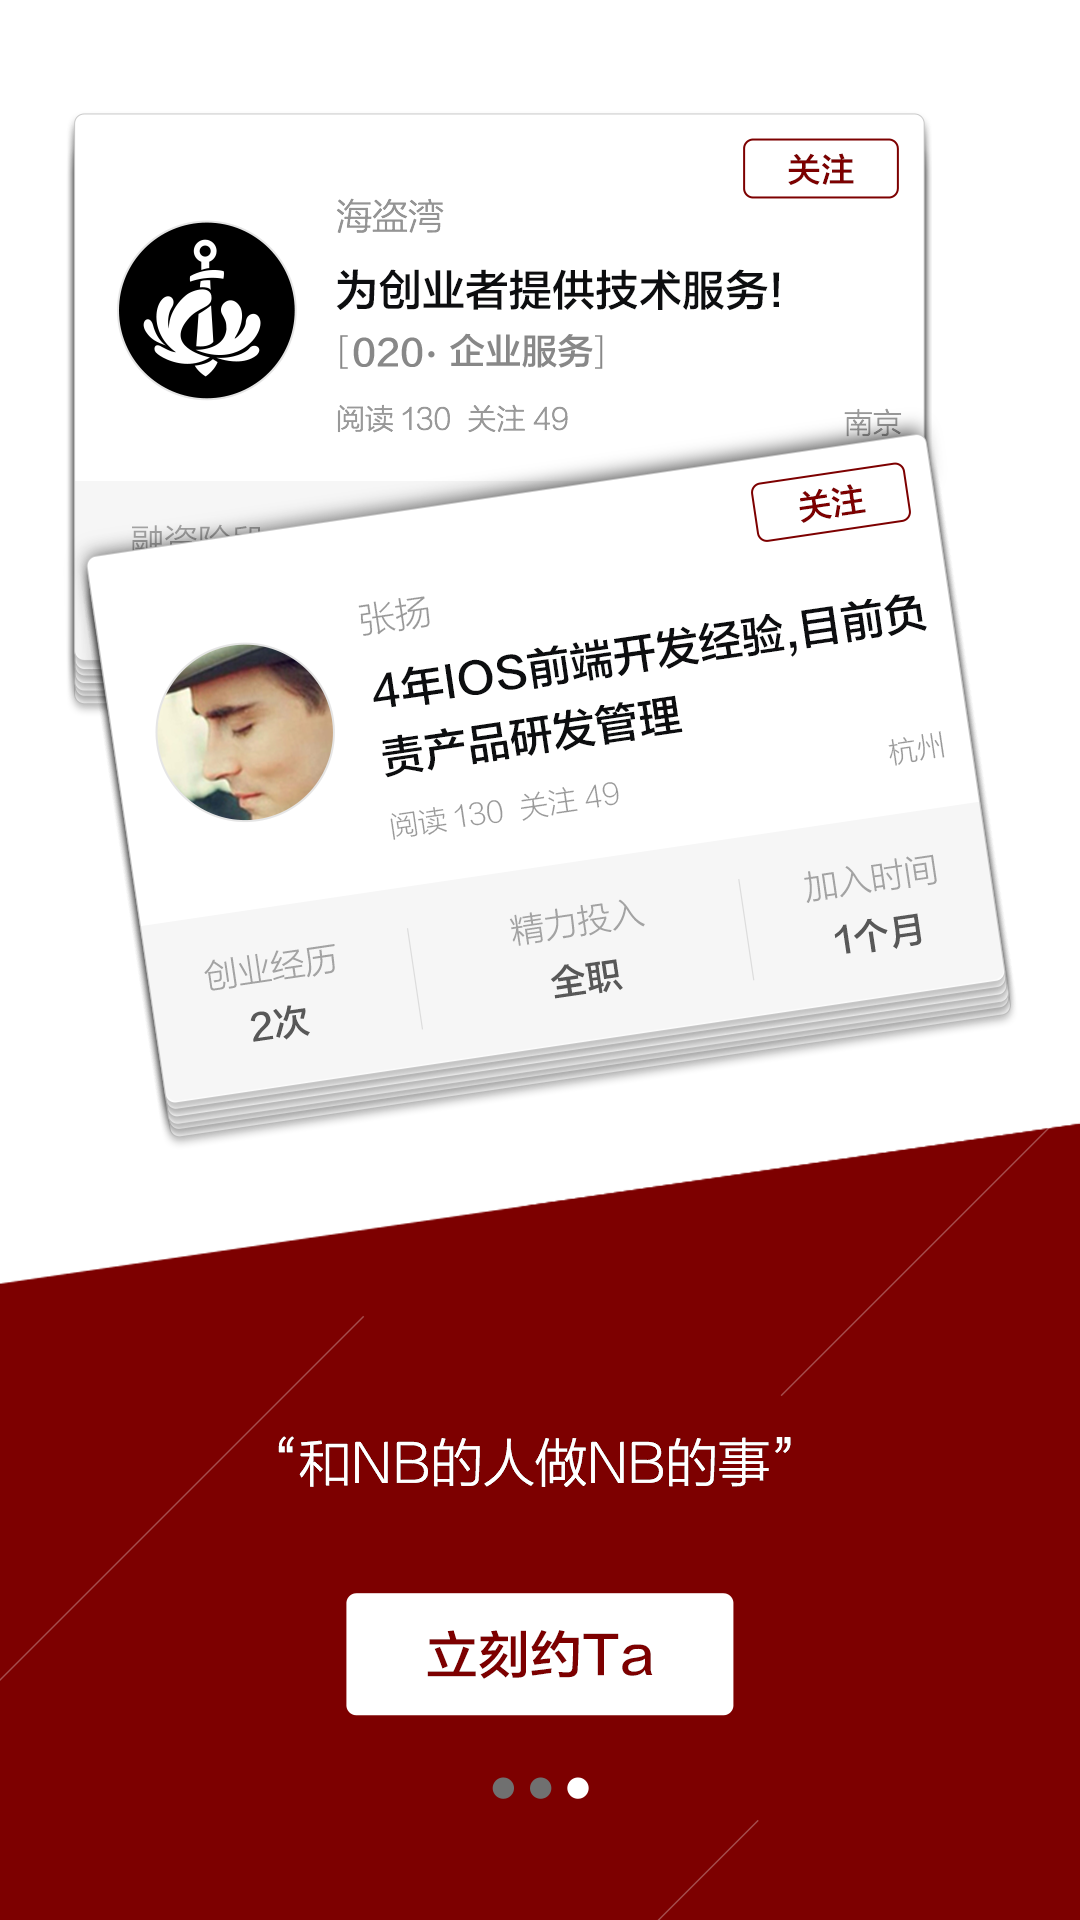 关注
海盗湾
为创业者提供技术服务!
[020· 企业服务]
阅读 130 关注 49
南京
融资阶段
关注
张扬
4年IOS前端开发经验,目前负
责产品研发管理
杭州
阅读 130 关注 49
创业经历
2次
精力投入
全职
加入时间
1个月
“和NB的人做NB的事”
立刻约Ta